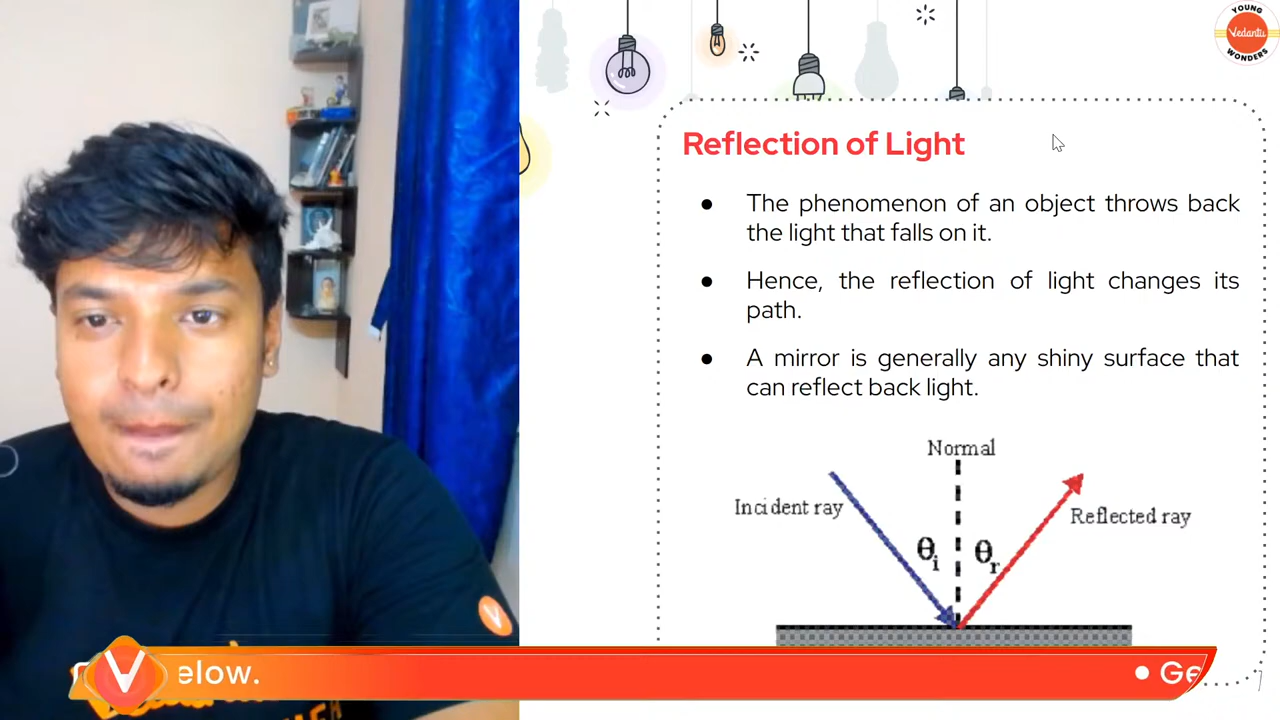 YOUNG
Vedantu
WONDERS
Reflection of Light
● The phenomenon of an object throws back
the light that falls on it.
● Hence, the reflection of light changes its
path.
● A mirror is generally any shiny surface that
can reflect back light.
Normal
Incident ray
Reflected ray
θi
θr
V
V
elow.
● Ge